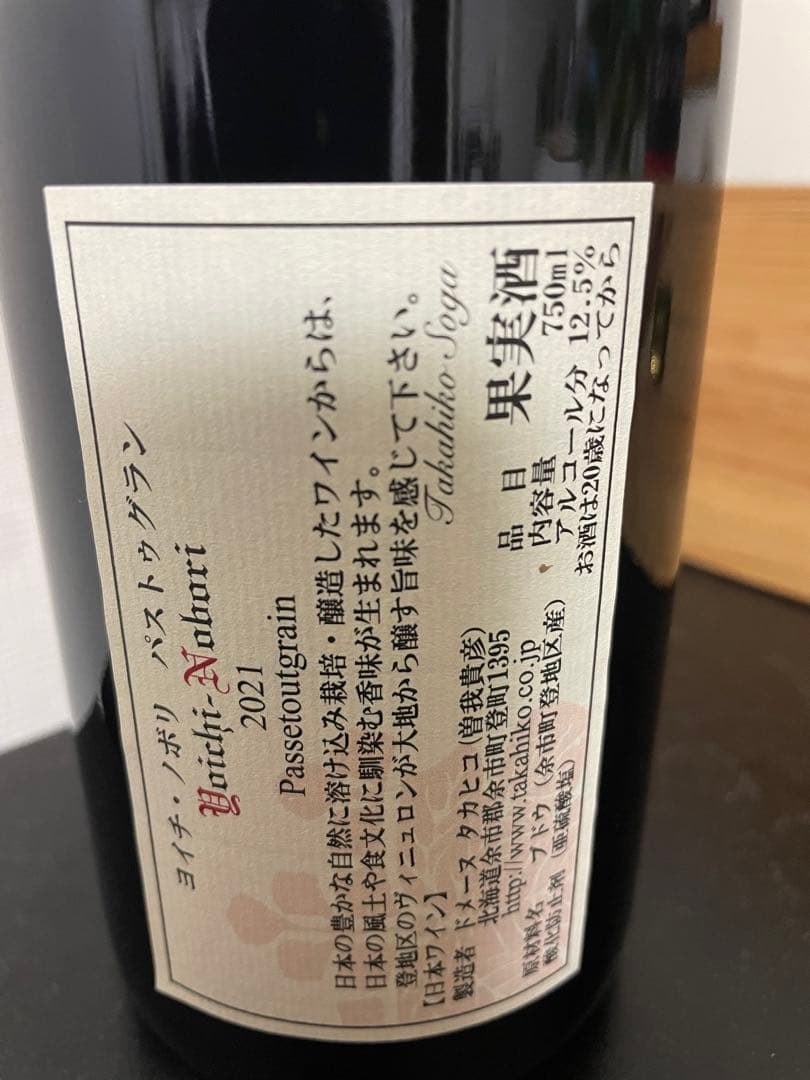 ヨイチ・ノボリ パストゥグラン
Yoichi-Nobori
2021
Passetoutgrain
日本の豊かな自然に溶け込み栽培・醸造したワインからは、
日本の風土や食文化に馴染む香味が生まれます。
登地区のヴィニュロンが大地から醸す旨味を感じて下さい。
Takahiko Soga
【日本ワイン】
製造者 ドメーヌ タカヒコ(曽我貴彦)
北海道余市郡余市町登町1395
http://www.takahiko.co.jp
原材料名 ブドウ(余市町登地区産)
酸化防止剤(亜硫酸塩)
品目 果実酒
内容量 750ml
アルコール分 12.5%
お酒は20歳になってから